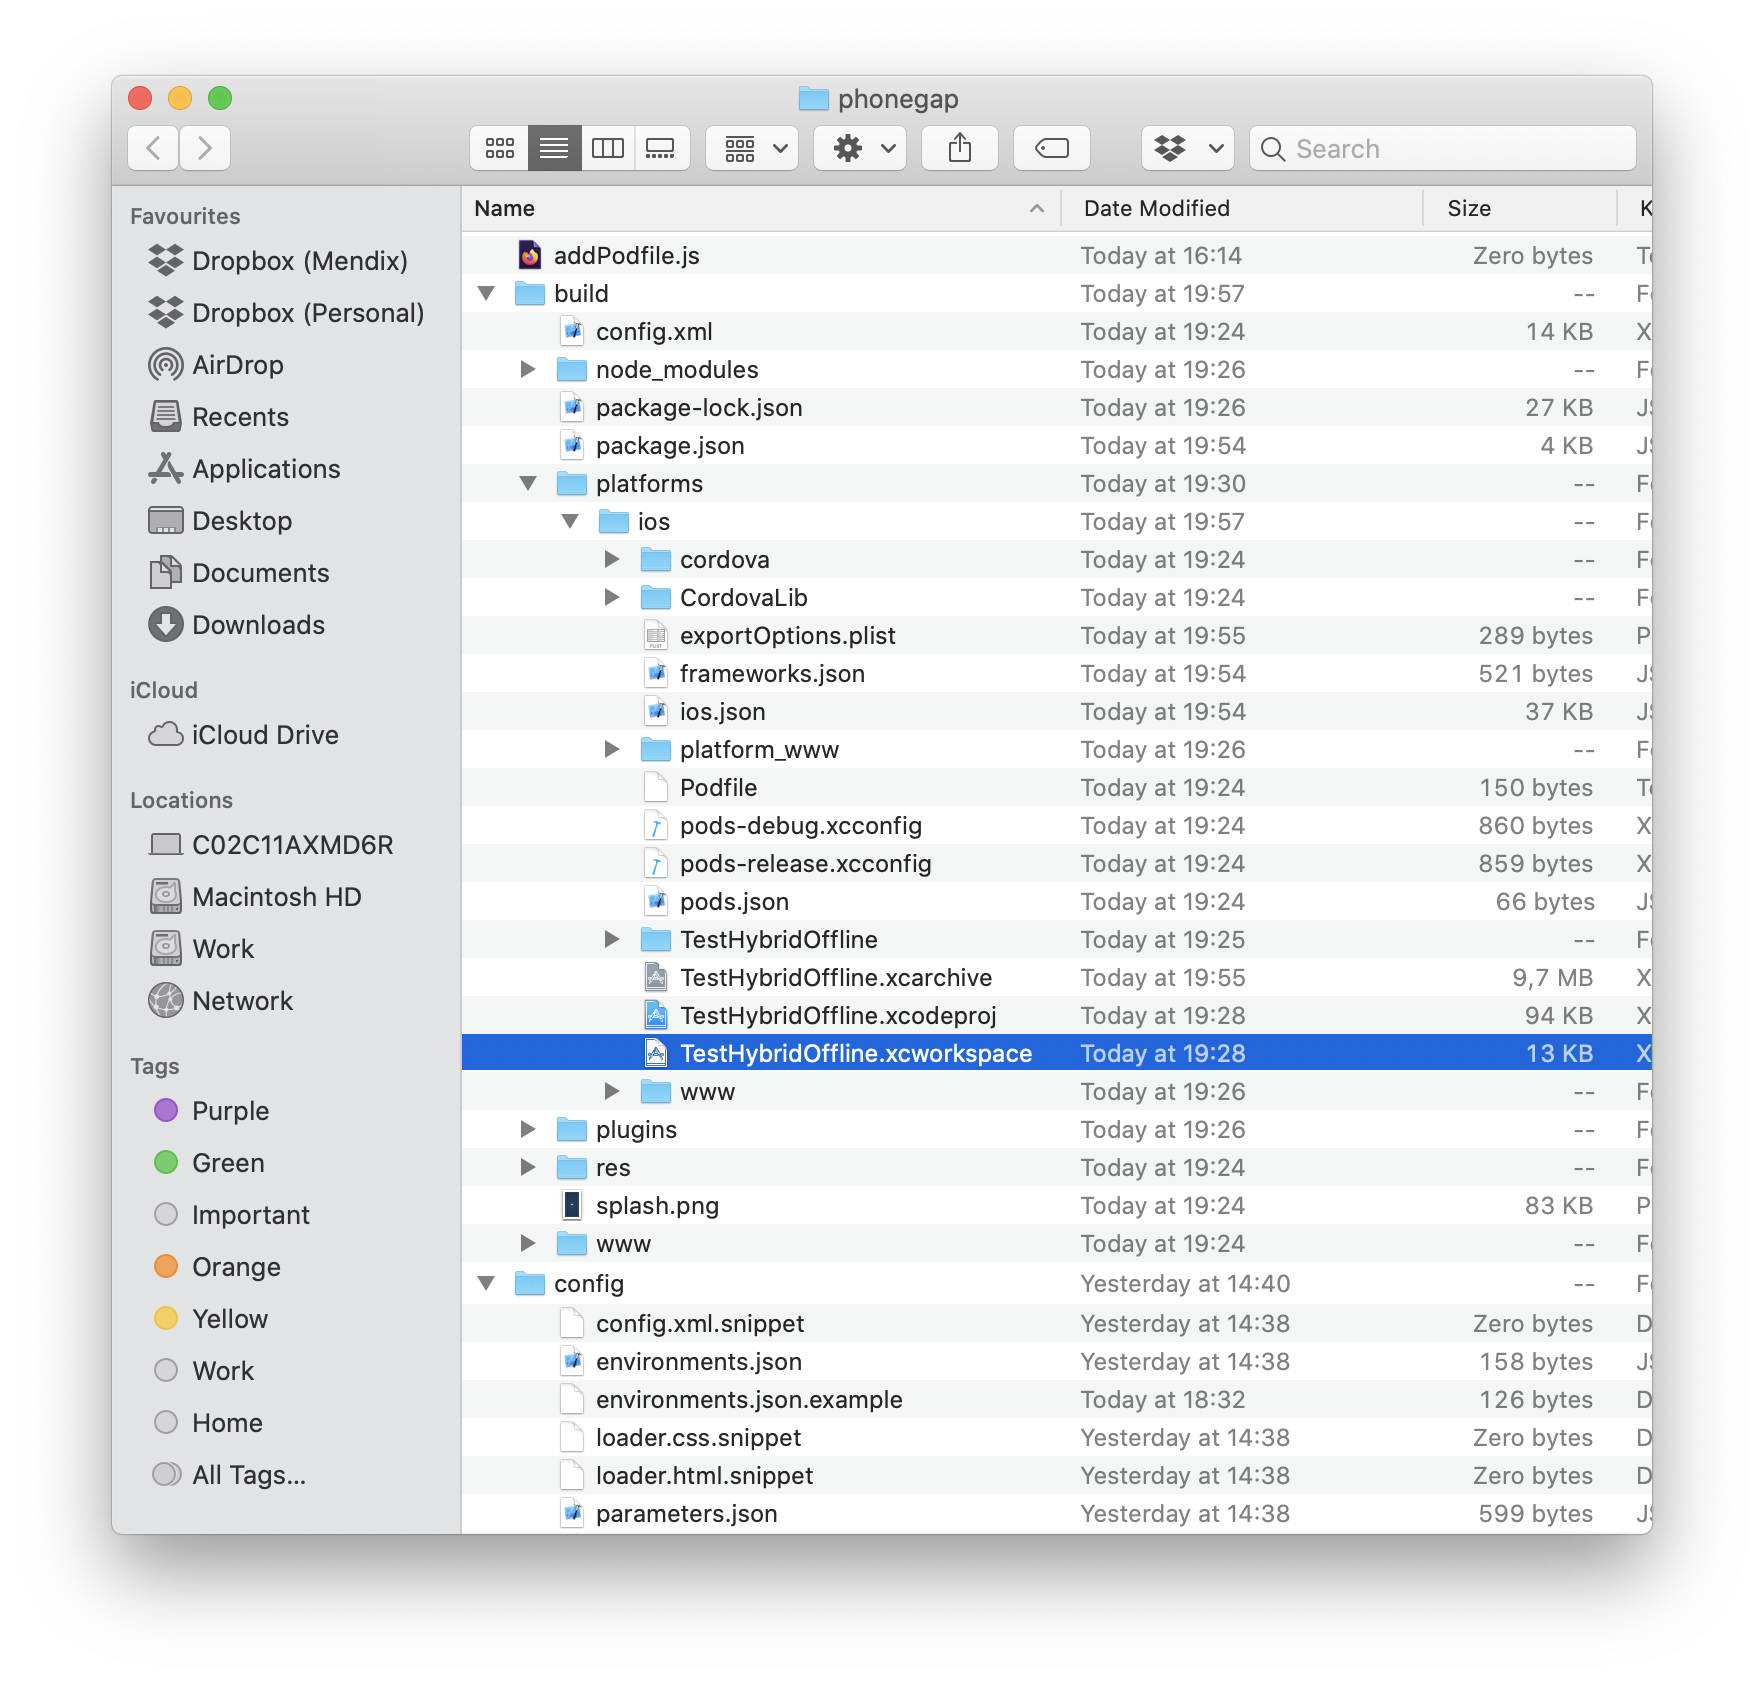 phonegap
Search
Favourites
Dropbox (Mendix)
Dropbox (Personal)
AirDrop
Recents
Applications
Desktop
Documents
Downloads
iCloud
iCloud Drive
Locations
C02C11AXMD6R
Macintosh HD
Work
Network
Tags
Purple
Green
Important
Orange
Yellow
Work
Home
All Tags...
Name Date Modified Size K
addPodfile.js Today at 16:14 Zero bytes
build Today at 19:57 --
config.xml Today at 19:24 14 KB X
node_modules Today at 19:26 --
package-lock.json Today at 19:26 27 KB
package.json Today at 19:54 4 KB
platforms Today at 19:30 --
ios Today at 19:57 --
cordova Today at 19:24 --
CordovaLib Today at 19:24 --
exportOptions.plist Today at 19:55 289 bytes P
frameworks.json Today at 19:54 521 bytes
ios.json Today at 19:54 37 KB
platform_www Today at 19:26 --
Podfile Today at 19:24 150 bytes
pods-debug.xcconfig Today at 19:24 860 bytes X
pods-release.xcconfig Today at 19:24 859 bytes X
pods.json Today at 19:24 66 bytes
TestHybridOffline Today at 19:25 --
TestHybridOffline.xcarchive Today at 19:55 9,7 MB X
TestHybridOffline.xcodeproj Today at 19:28 94 KB X
TestHybridOffline.xcworkspace Today at 19:28 13 KB X
www Today at 19:26 --
plugins Today at 19:26 --
res Today at 19:24 --
splash.png Today at 19:24 83 KB P
www Today at 19:24 --
config Yesterday at 14:40 --
config.xml.snippet Yesterday at 14:38 Zero bytes D
environments.json Yesterday at 14:38 158 bytes
environments.json.example Today at 18:32 126 bytes D
loader.css.snippet Yesterday at 14:38 Zero bytes D
loader.html.snippet Yesterday at 14:38 Zero bytes D
parameters.json Yesterday at 14:38 599 bytes